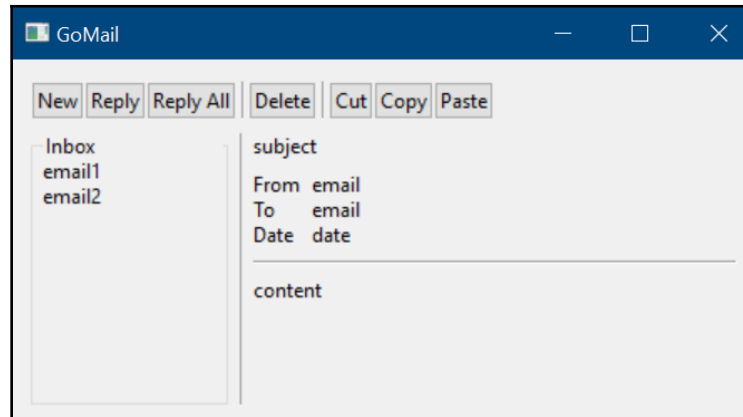 GoMail
New Reply Reply All Delete Cut Copy Paste
Inbox
email1
email2
subject
From email
To email
Date date
content